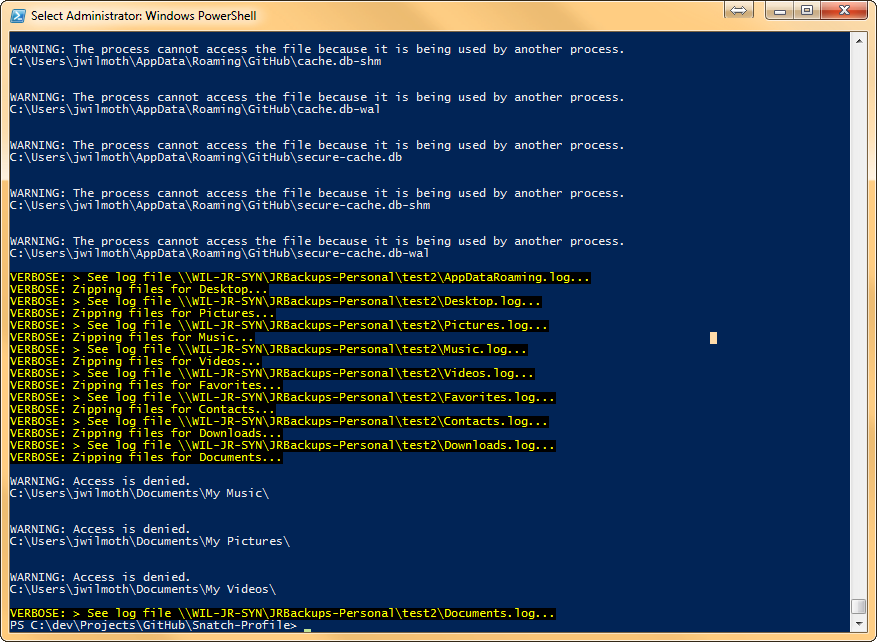 Select Administrator: Windows PowerShell
WARNING: The process cannot access the file because it is being used by another process.
C:\Users\jwilmoth\AppData\Roaming\GitHub\cache.db-shm
WARNING: The process cannot access the file because it is being used by another process.
C:\Users\jwilmoth\AppData\Roaming\GitHub\cache.db-wal
WARNING: The process cannot access the file because it is being used by another process.
C:\Users\jwilmoth\AppData\Roaming\GitHub\secure-cache.db
WARNING: The process cannot access the file because it is being used by another process.
C:\Users\jwilmoth\AppData\Roaming\GitHub\secure-cache.db-shm
WARNING: The process cannot access the file because it is being used by another process.
C:\Users\jwilmoth\AppData\Roaming\GitHub\secure-cache.db-wal
VERBOSE: > See log file \\WIL-JR-SYN\JRBackups-Personal\test2\AppDataRoaming.log...
VERBOSE: Zipping files for Desktop...
VERBOSE: > See log file \\WIL-JR-SYN\JRBackups-Personal\test2\Desktop.log...
VERBOSE: Zipping files for Pictures...
VERBOSE: > See log file \\WIL-JR-SYN\JRBackups-Personal\test2\Pictures.log...
VERBOSE: Zipping files for Music...
VERBOSE: > See log file \\WIL-JR-SYN\JRBackups-Personal\test2\Music.log...
VERBOSE: Zipping files for Videos...
VERBOSE: > See log file \\WIL-JR-SYN\JRBackups-Personal\test2\Videos.log...
VERBOSE: Zipping files for Favorites...
VERBOSE: > See log file \\WIL-JR-SYN\JRBackups-Personal\test2\Favorites.log...
VERBOSE: Zipping files for Contacts...
VERBOSE: > See log file \\WIL-JR-SYN\JRBackups-Personal\test2\Contacts.log...
VERBOSE: Zipping files for Downloads...
VERBOSE: > See log file \\WIL-JR-SYN\JRBackups-Personal\test2\Downloads.log...
VERBOSE: Zipping files for Documents...
WARNING: Access is denied.
C:\Users\jwilmoth\Documents\My Music\
WARNING: Access is denied.
C:\Users\jwilmoth\Documents\My Pictures\
WARNING: Access is denied.
C:\Users\jwilmoth\Documents\My Videos\
VERBOSE: > See log file \\WIL-JR-SYN\JRBackups-Personal\test2\Documents.log...
PS C:\dev\Projects\GitHub\Snatch-Profile> _